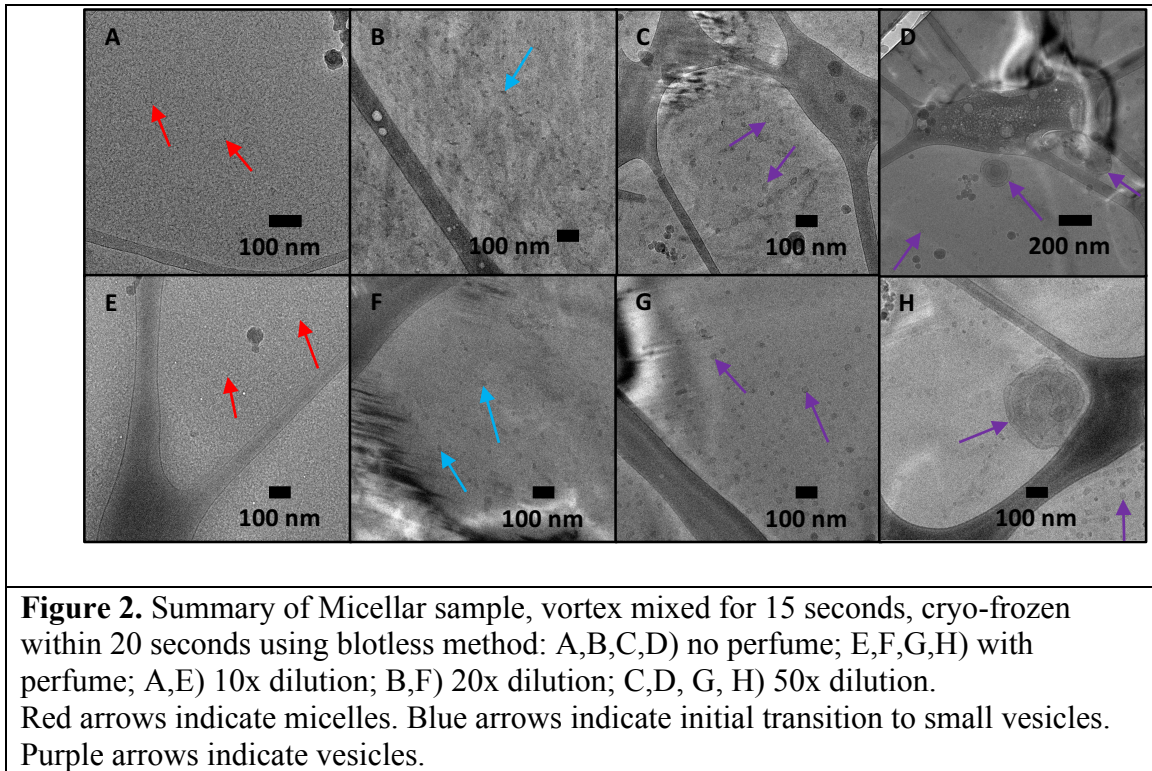 A
B
C
D
100 nm
100 nm
100 nm
200 nm
E
F
G
H
100 nm
100 nm
100 nm
100 nm
Figure 2. Summary of Micellar sample, vortex mixed for 15 seconds, cryo-frozen
within 20 seconds using blotless method: A,B,C,D) no perfume; E,F,G,H) with
perfume; A,E) 10x dilution; B,F) 20x dilution; C,D, G, H) 50x dilution.
Red arrows indicate micelles. Blue arrows indicate initial transition to small vesicles.
Purple arrows indicate vesicles.